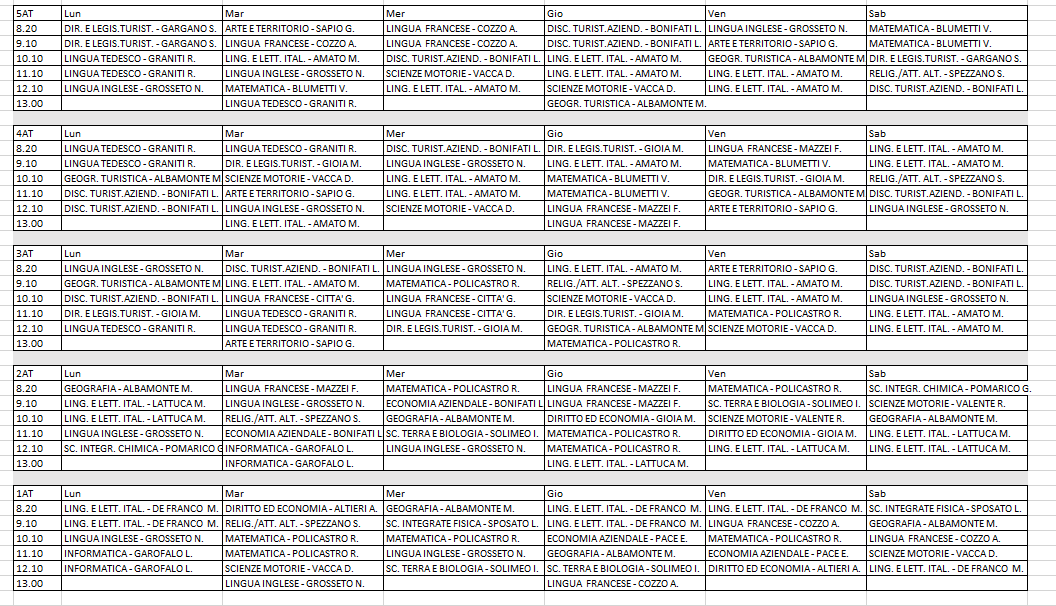 5AT Lun Mar Mer Gio Ven Sab
8.20 DIR. E LEGIS.TURIST. - GARGANO S. ARTE E TERRITORIO - SAPIO G. LINGUA FRANCESE - COZZO A. DISC. TURIST.AZIEND. - BONIFATI L. LINGUA INGLESE - GROSSETO N. MATEMATICA - BLUMETTI V.
9.10 DIR. E LEGIS.TURIST. - GARGANO S. LINGUA FRANCESE - COZZO A. LINGUA FRANCESE - COZZO A. DISC. TURIST.AZIEND. - BONIFATI L. ARTE E TERRITORIO - SAPIO G. MATEMATICA - BLUMETTI V.
10.10 LINGUA TEDESCO - GRANITI R. LING. E LETT. ITAL. - AMATO M. DISC. TURIST.AZIEND. - BONIFATI L. LING. E LETT. ITAL. - AMATO M. GEOGR. TURISTICA - ALBAMONTE M DIR. E LEGIS.TURIST. - GARGANO S.
11.10 LINGUA TEDESCO - GRANITI R. LINGUA INGLESE - GROSSETO N. SCIENZE MOTORIE - VACCA D. LING. E LETT. ITAL. - AMATO M. LING. E LETT. ITAL. - AMATO M. RELIG./ATT. ALT. - SPEZZANO S.
12.10 LINGUA INGLESE - GROSSETO N. MATEMATICA - BLUMETTI V. LING. E LETT. ITAL. - AMATO M. SCIENZE MOTORIE - VACCA D. LING. E LETT. ITAL. - AMATO M. DISC. TURIST.AZIEND. - BONIFATI L.
13.00 LINGUA TEDESCO - GRANITI R. GEOGR. TURISTICA - ALBAMONTE M.
4AT Lun Mar Mer Gio Ven Sab
8.20 LINGUA TEDESCO - GRANITI R. LINGUA TEDESCO - GRANITI R. DISC. TURIST.AZIEND. - BONIFATI L. DIR. E LEGIS.TURIST. - GIOIA M. LINGUA FRANCESE - MAZZEI F. LING. E LETT. ITAL. - AMATO M.
9.10 LINGUA TEDESCO - GRANITI R. DIR. E LEGIS.TURIST. - GIOIA M. LINGUA INGLESE - GROSSETO N. LING. E LETT. ITAL. - AMATO M. MATEMATICA - BLUMETTI V. LING. E LETT. ITAL. - AMATO M.
10.10 GEOGR. TURISTICA - ALBAMONTE M SCIENZE MOTORIE - VACCA D. LING. E LETT. ITAL. - AMATO M. MATEMATICA - BLUMETTI V. DIR. E LEGIS.TURIST. - GIOIA M. RELIG./ATT. ALT. - SPEZZANO S.
11.10 DISC. TURIST.AZIEND. - BONIFATI L. ARTE E TERRITORIO - SAPIO G. LING. E LETT. ITAL. - AMATO M. MATEMATICA - BLUMETTI V. GEOGR. TURISTICA - ALBAMONTE M DISC. TURIST.AZIEND. - BONIFATI L.
12.10 DISC. TURIST.AZIEND. - BONIFATI L. LINGUA INGLESE - GROSSETO N. SCIENZE MOTORIE - VACCA D. LINGUA FRANCESE - MAZZEI F. ARTE E TERRITORIO - SAPIO G. LINGUA INGLESE - GROSSETO N.
13.00 LING. E LETT. ITAL. - AMATO M. LINGUA FRANCESE - MAZZEI F.
3AT Lun Mar Mer Gio Ven Sab
8.20 LINGUA INGLESE - GROSSETO N. DISC. TURIST.AZIEND. - BONIFATI L. LINGUA INGLESE - GROSSETO N. LING. E LETT. ITAL. - AMATO M. ARTE E TERRITORIO - SAPIO G. DISC. TURIST.AZIEND. - BONIFATI L.
9.10 GEOGR. TURISTICA - ALBAMONTE M LING. E LETT. ITAL. - AMATO M. MATEMATICA - POLICASTRO R. RELIG./ATT. ALT. - SPEZZANO S. LING. E LETT. ITAL. - AMATO M. DISC. TURIST.AZIEND. - BONIFATI L.
10.10 DISC. TURIST.AZIEND. - BONIFATI L. LINGUA FRANCESE - CITTA' G. LINGUA FRANCESE - CITTA' G. SCIENZE MOTORIE - VACCA D. LING. E LETT. ITAL. - AMATO M. LINGUA INGLESE - GROSSETO N.
11.10 DIR. E LEGIS.TURIST. - GIOIA M. LINGUA TEDESCO - GRANITI R. LINGUA FRANCESE - CITTA' G. DIR. E LEGIS.TURIST. - GIOIA M. MATEMATICA - POLICASTRO R. LING. E LETT. ITAL. - AMATO M.
12.10 LINGUA TEDESCO - GRANITI R. LINGUA TEDESCO - GRANITI R. DIR. E LEGIS.TURIST. - GIOIA M. GEOGR. TURISTICA - ALBAMONTE M SCIENZE MOTORIE - VACCA D. LING. E LETT. ITAL. - AMATO M.
13.00 ARTE E TERRITORIO - SAPIO G. MATEMATICA - POLICASTRO R.
2AT Lun Mar Mer Gio Ven Sab
8.20 GEOGRAFIA - ALBAMONTE M. LINGUA FRANCESE - MAZZEI F. MATEMATICA - POLICASTRO R. LINGUA FRANCESE - MAZZEI F. MATEMATICA - POLICASTRO R. SC. INTEGR. CHIMICA - POMARICO G.
9.10 LING. E LETT. ITAL. - LATTUCA M. LINGUA INGLESE - GROSSETO N. ECONOMIA AZIENDALE - BONIFATI L LINGUA FRANCESE - MAZZEI F. SC. TERRA E BIOLOGIA - SOLIMEO I. SCIENZE MOTORIE - VALENTE R.
10.10 LING. E LETT. ITAL. - LATTUCA M. RELIG./ATT. ALT. - SPEZZANO S. GEOGRAFIA - ALBAMONTE M. DIRITTO ED ECONOMIA - GIOIA M. SCIENZE MOTORIE - VALENTE R. GEOGRAFIA - ALBAMONTE M.
11.10 LINGUA INGLESE - GROSSETO N. ECONOMIA AZIENDALE - BONIFATI L SC. TERRA E BIOLOGIA - SOLIMEO I. MATEMATICA - POLICASTRO R. DIRITTO ED ECONOMIA - GIOIA M. LING. E LETT. ITAL. - LATTUCA M.
12.10 SC. INTEGR. CHIMICA - POMARICO G INFORMATICA - GAROFALO L. LINGUA INGLESE - GROSSETO N. MATEMATICA - POLICASTRO R. LING. E LETT. ITAL. - LATTUCA M. LING. E LETT. ITAL. - LATTUCA M.
13.00 INFORMATICA - GAROFALO L. LING. E LETT. ITAL. - LATTUCA M.
1AT Lun Mar Mer Gio Ven Sab
8.20 LING. E LETT. ITAL. - DE FRANCO M. DIRITTO ED ECONOMIA - ALTIERI A. GEOGRAFIA - ALBAMONTE M. LING. E LETT. ITAL. - DE FRANCO M. LING. E LETT. ITAL. - DE FRANCO M. SC. INTEGRATE FISICA - SPOSATO L.
9.10 LING. E LETT. ITAL. - DE FRANCO M. RELIG./ATT. ALT. - SPEZZANO S. SC. INTEGRATE FISICA - SPOSATO L. LING. E LETT. ITAL. - DE FRANCO M. LINGUA FRANCESE - COZZO A. GEOGRAFIA - ALBAMONTE M.
10.10 LINGUA INGLESE - GROSSETO N. MATEMATICA - POLICASTRO R. MATEMATICA - POLICASTRO R. ECONOMIA AZIENDALE - PACE E. MATEMATICA - POLICASTRO R. LINGUA FRANCESE - COZZO A.
11.10 INFORMATICA - GAROFALO L. MATEMATICA - POLICASTRO R. LINGUA INGLESE - GROSSETO N. GEOGRAFIA - ALBAMONTE M. ECONOMIA AZIENDALE - PACE E. SCIENZE MOTORIE - VACCA D.
12.10 INFORMATICA - GAROFALO L. SCIENZE MOTORIE - VACCA D. SC. TERRA E BIOLOGIA - SOLIMEO I. SC. TERRA E BIOLOGIA - SOLIMEO I. DIRITTO ED ECONOMIA - ALTIERI A. LING. E LETT. ITAL. - DE FRANCO M.
13.00 LINGUA INGLESE - GROSSETO N. LINGUA FRANCESE - COZZO A.